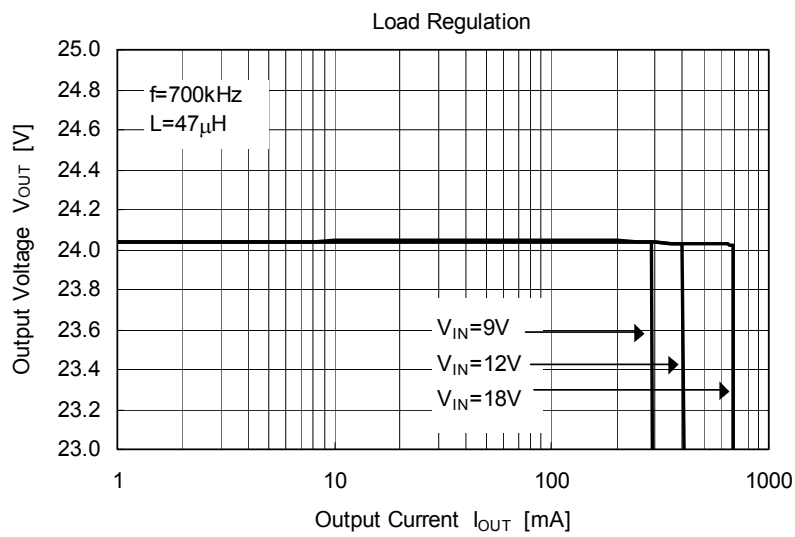 Load Regulation
25.0
24.8
24.6
24.4
24.2
24.0
23.8
23.6
23.4
23.2
23.0
Output Voltage VOUT [V]
f=700kHz
L=47μH
VIN=9V
VIN=12V
VIN=18V
1 10 100 1000
Output Current IOUT [mA]